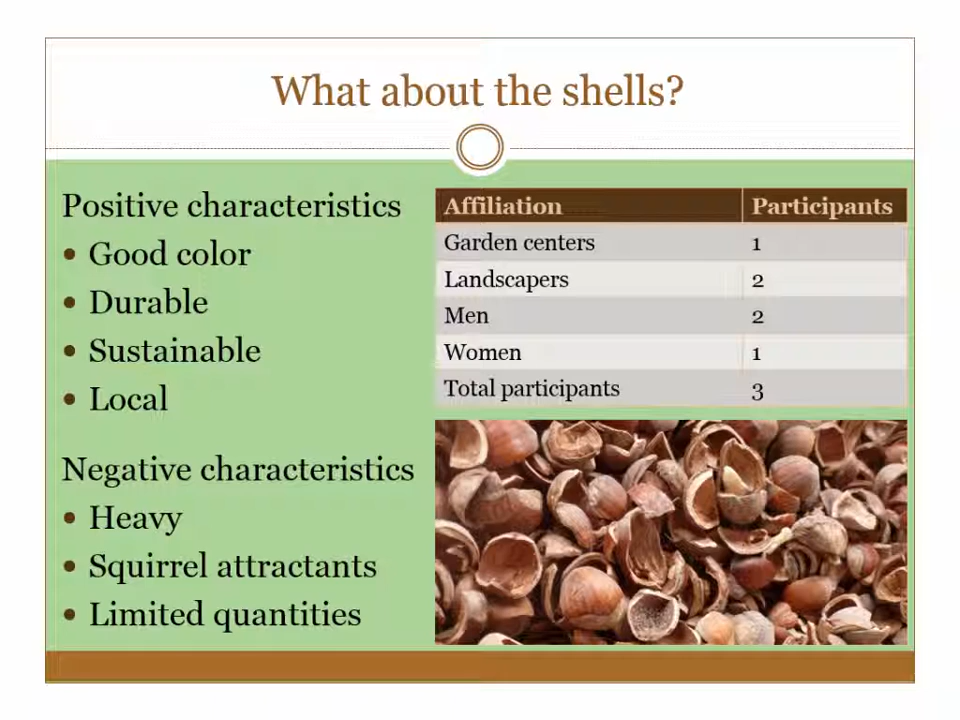 What about the shells?
Positive characteristics
• Good color
• Durable
• Sustainable
• Local
Negative characteristics
• Heavy
• Squirrel attractants
• Limited quantities
Affiliation Participants
Garden centers 1
Landscapers 2
Men 2
Women 1
Total participants 3